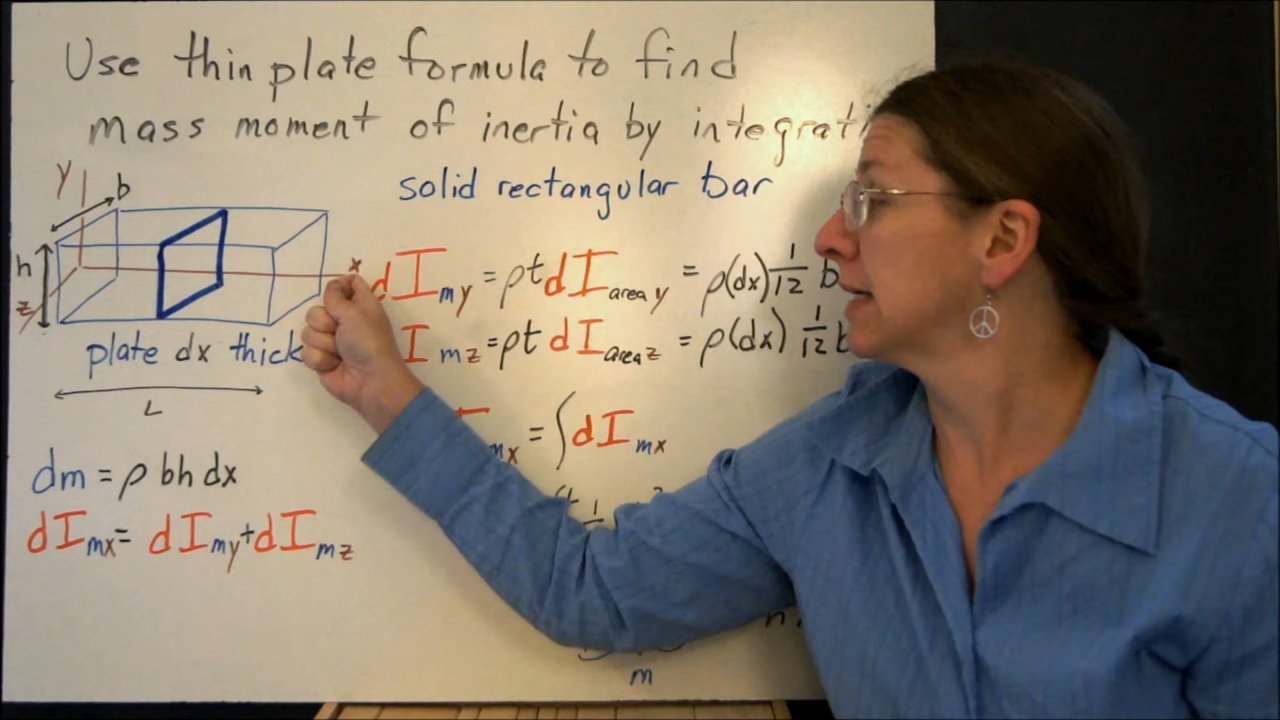 Use thin plate formula to find
mass moment of inertia by
solid rectangular bar
y
b
h
z
x
plate dx thick
L
dm = ρ bh dx
dI_mx = dI_my + dI_mz
dI_my = ρt dI_area y = ρ(dx) 1/12 b
I_mz = ρt dI_area z = ρ(dx) 1/12
mx = ∫ dI_mx
m